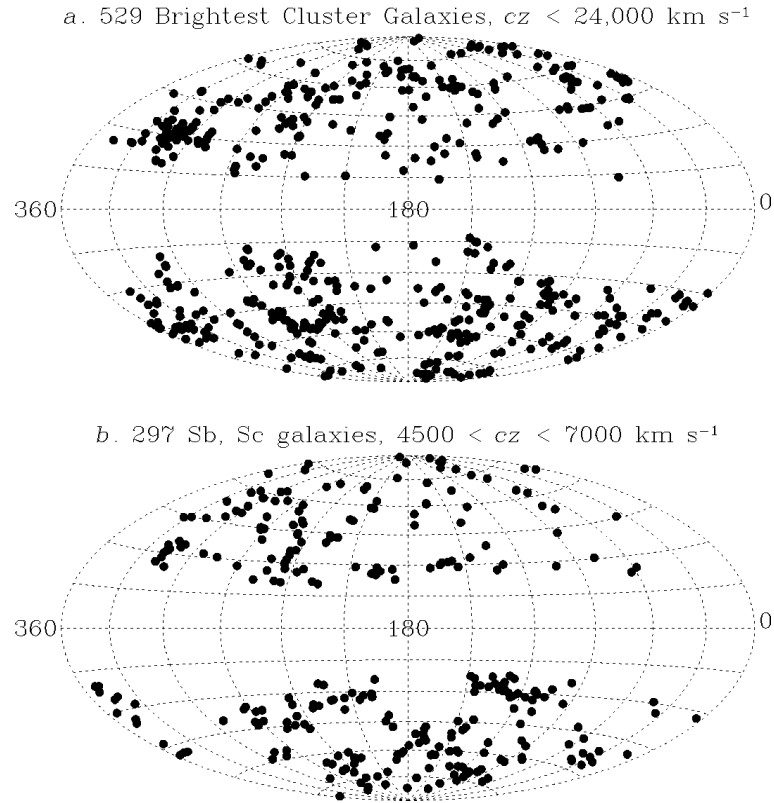 a. 529 Brightest Cluster Galaxies, cz < 24,000 km s⁻¹
360 180 0
b. 297 Sb, Sc galaxies, 4500 < cz < 7000 km s⁻¹
360 180 0